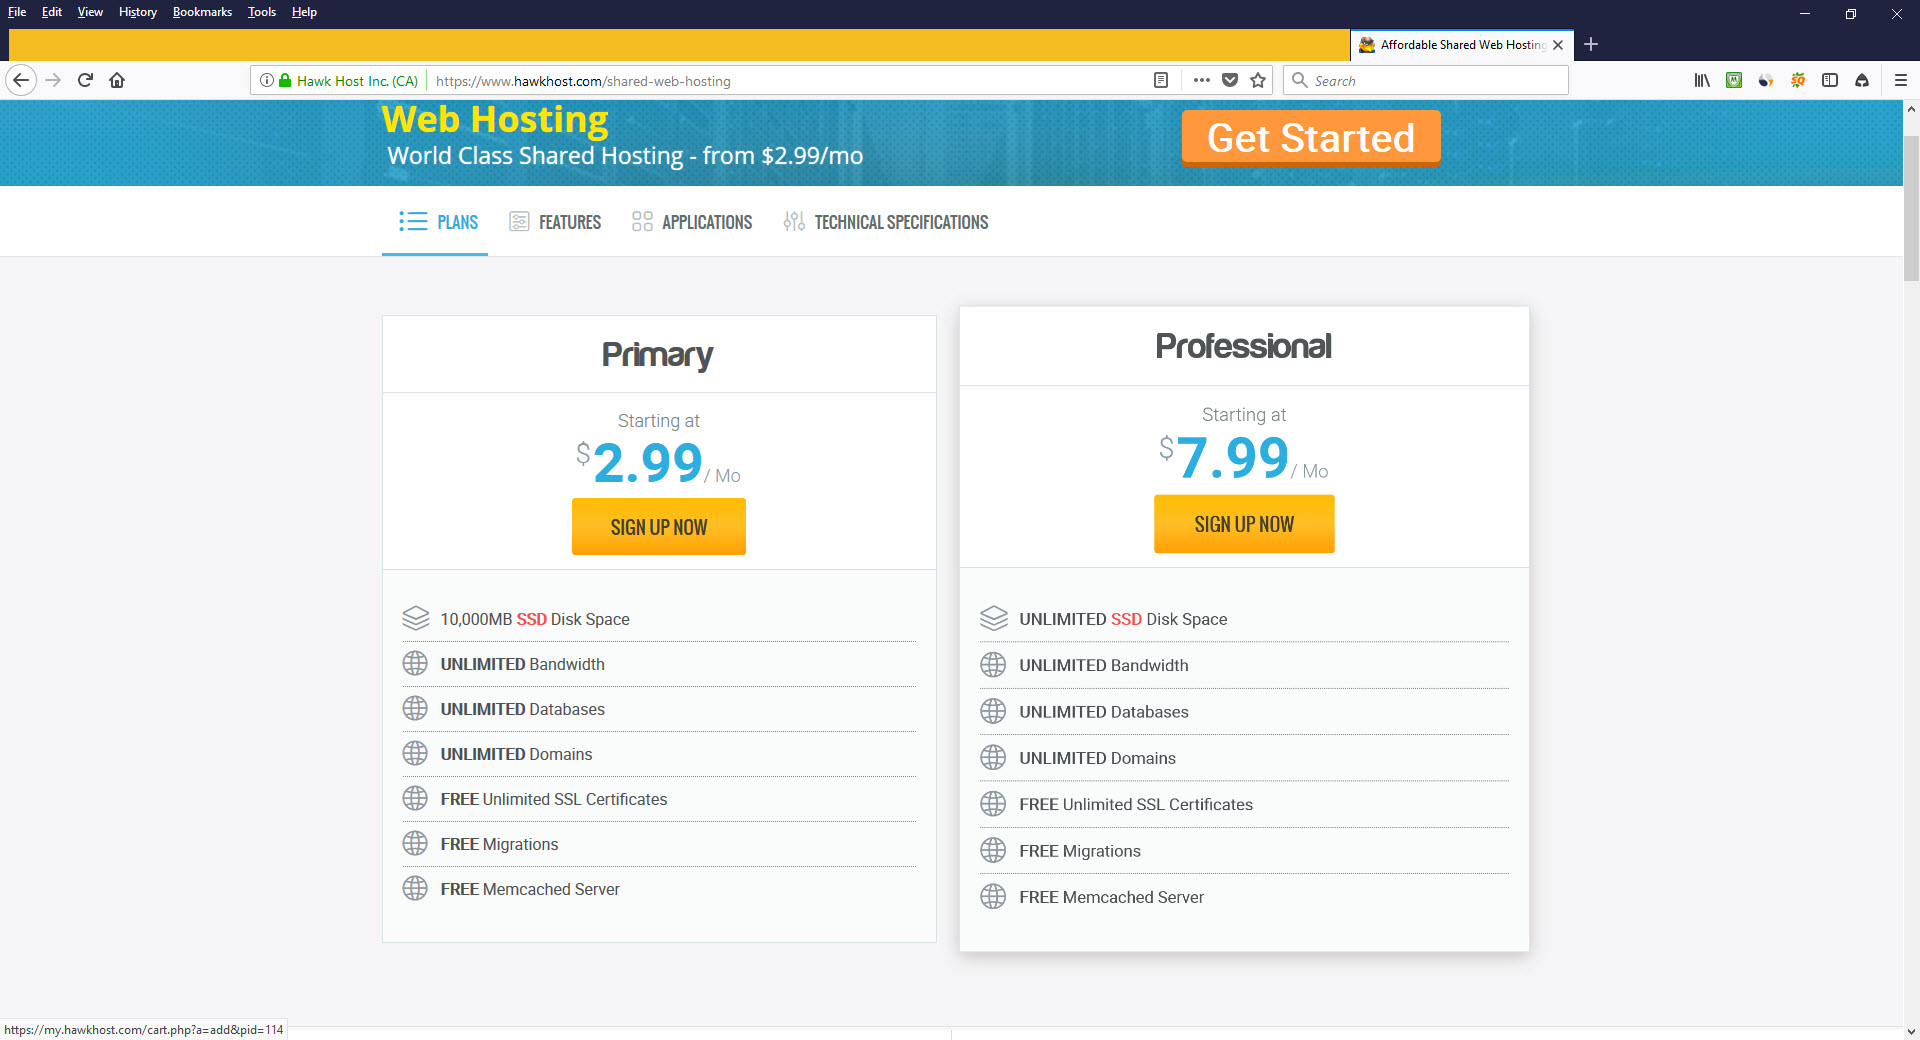 File Edit View History Bookmarks Tools Help
Affordable Shared Web Hosting
Hawk Host Inc. (CA) https://www.hawkhost.com/shared-web-hosting Search
Web Hosting
World Class Shared Hosting - from $2.99/mo
Get Started
PLANS FEATURES APPLICATIONS TECHNICAL SPECIFICATIONS
Primary
Starting at
$2.99/ Mo
SIGN UP NOW
10,000MB SSD Disk Space
UNLIMITED Bandwidth
UNLIMITED Databases
UNLIMITED Domains
FREE Unlimited SSL Certificates
FREE Migrations
FREE Memcached Server
Professional
Starting at
$7.99/ Mo
SIGN UP NOW
UNLIMITED SSD Disk Space
UNLIMITED Bandwidth
UNLIMITED Databases
UNLIMITED Domains
FREE Unlimited SSL Certificates
FREE Migrations
FREE Memcached Server
https://my.hawkhost.com/cart.php?a=add&pid=114